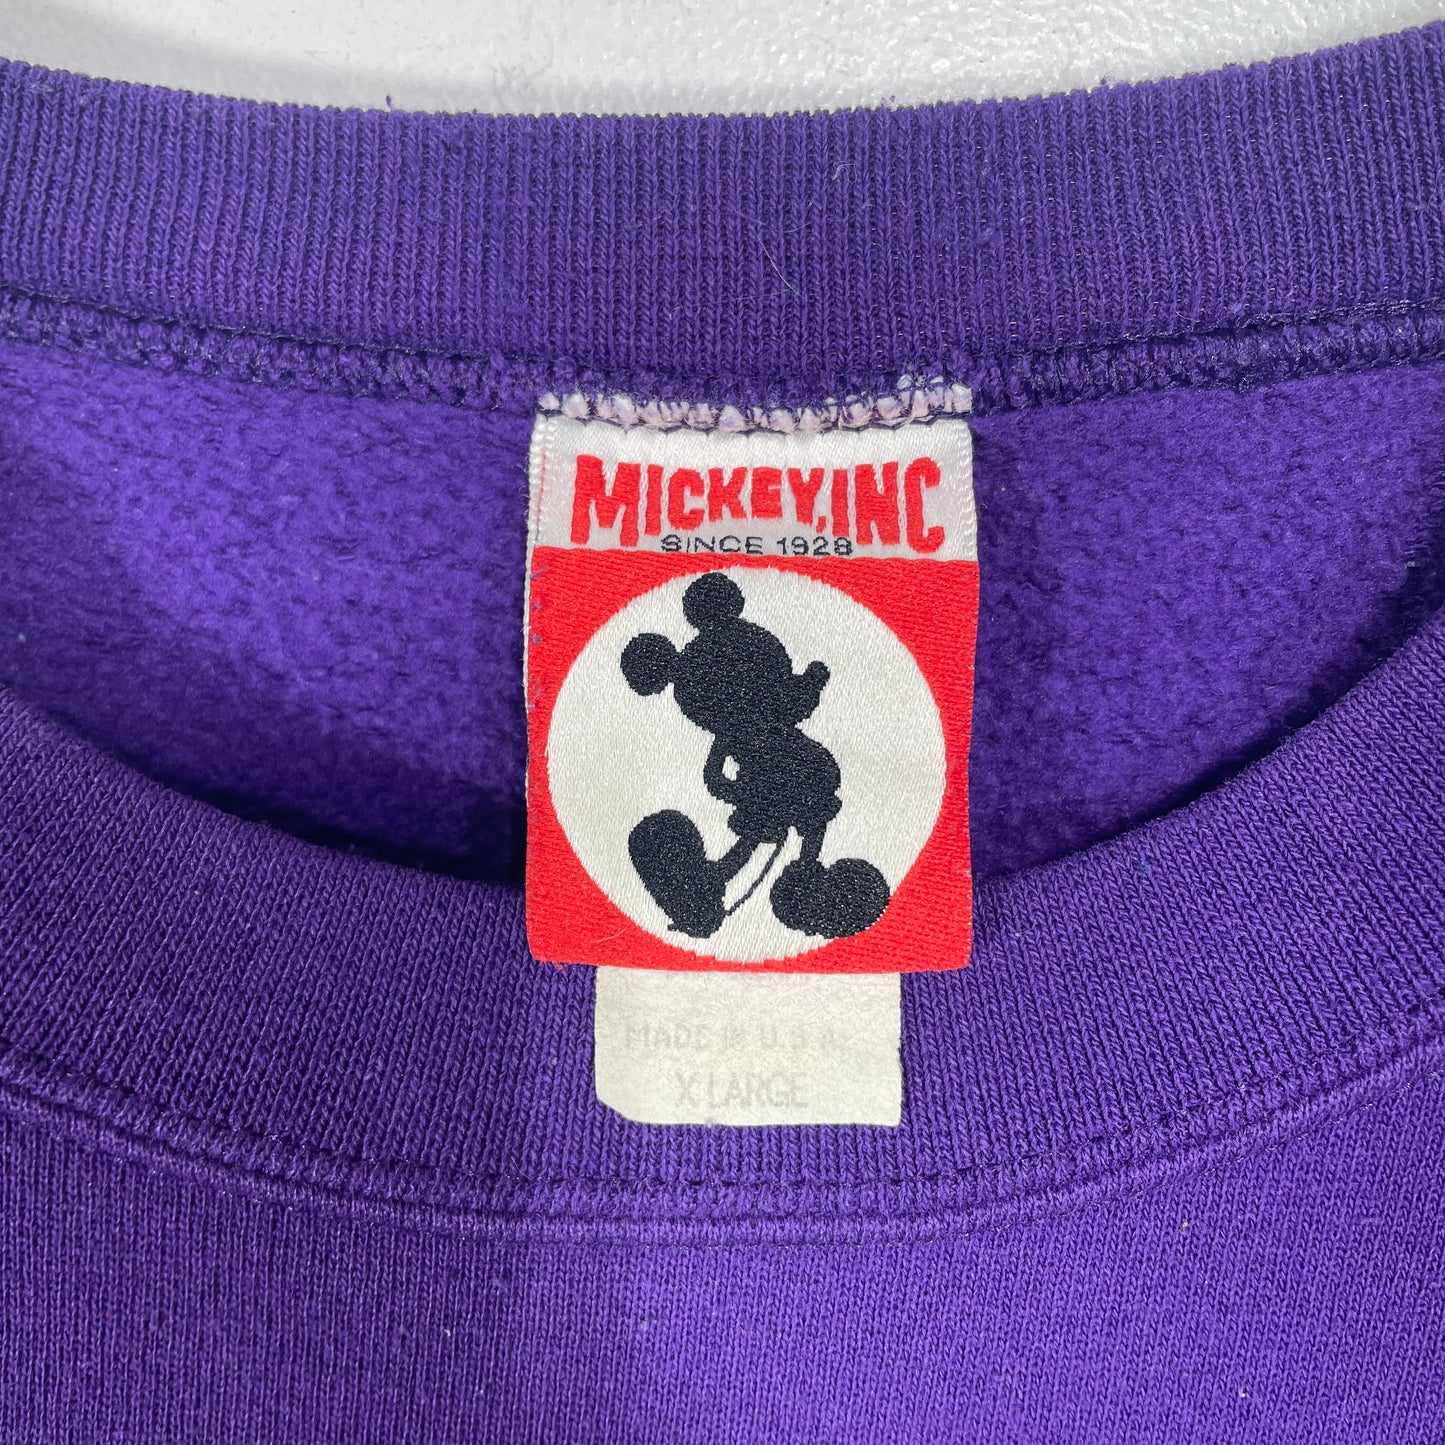 MICKEY, INC
SINCE 1928
MADE IN U.S.A.
X LARGE